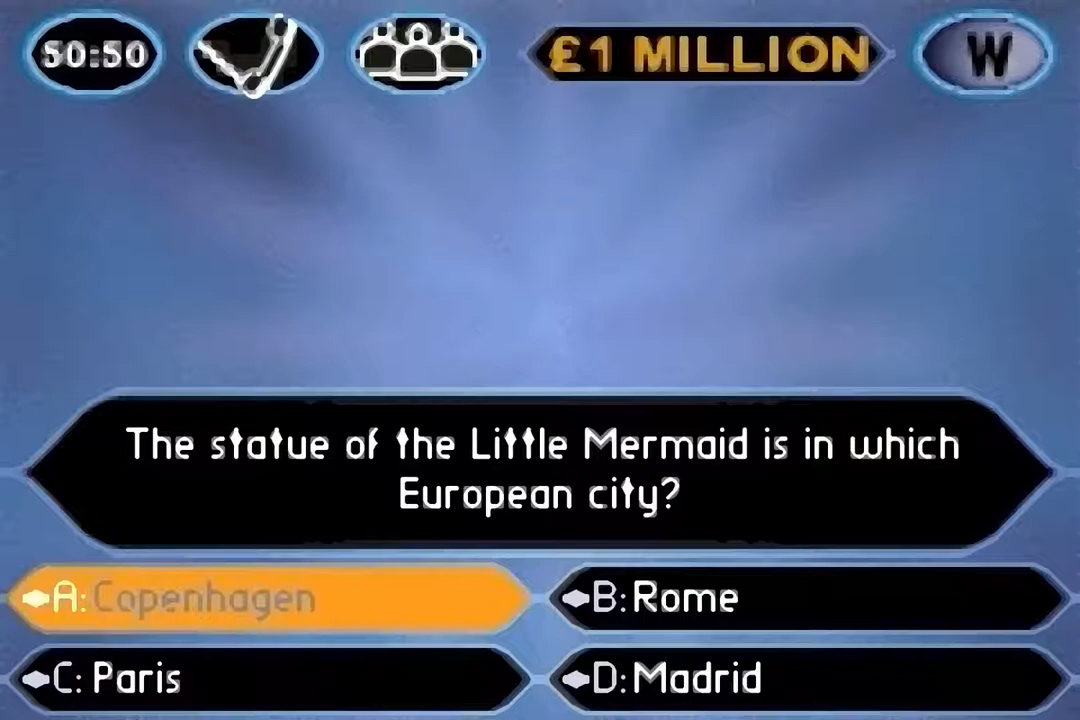 50:50
£1 MILLION
W
The statue of the Little Mermaid is in which
European city?
A: Copenhagen
B: Rome
C: Paris
D: Madrid